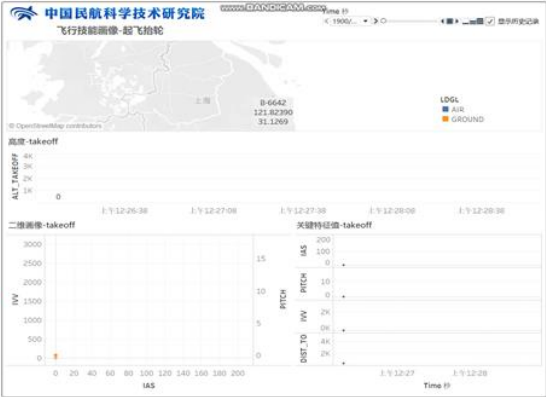 中国民航科学技术研究院
www.BANDICAM.com
飞行技能画像-起飞抬轮
Time 秒
1900/...
显示历史记录
上海
B-6642
121.82390
31.1269
© OpenStreetMap contributors
LDGL
AIR
GROUND
高度-takeoff
ALT_TAKEOFF
4K
3K
2K
1K
0
上午12:26:38
上午12:27:08
上午12:27:38
上午12:28:08
上午12:28:38
二维画像-takeoff
IVV
3000
2500
2000
1500
1000
500
0
15
10
5
0
PITCH
0 20 40 60 80 100 120 140 160 180 200
IAS
关键特征值-takeoff
IAS
200
100
0
PITCH
10
0
IVV
2K
0K
DIST_TO
4K
2K
上午12:27
上午12:28
Time 秒